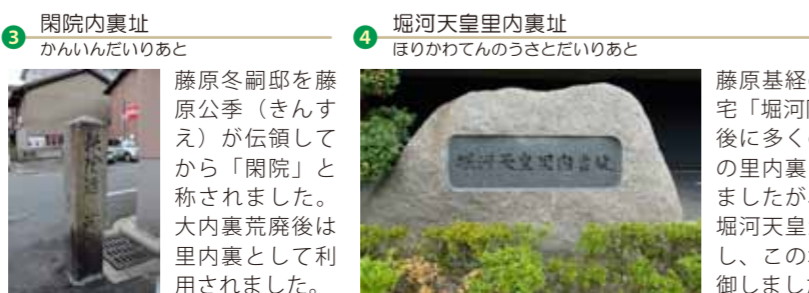 3 閑院内裏址
かんいんだいりあと
藤原冬嗣邸を藤
原公季（きんす
え）が伝領して
から「閑院」と
称されました。
大内裏荒廃後は
里内裏として利
用されました。
4 堀河天皇里内裏址
ほりかわてんのうさとだいりあと
堀河天皇里内裏址
藤原基経
宅「堀河
後に多く
の里内裏
ましたが
堀河天皇
し、この
御しました